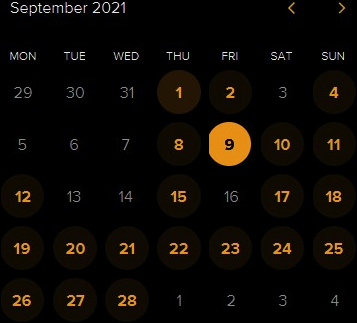 September 2021
MON TUE WED THU FRI SAT SUN
29 30 31 1 2 3 4
5 6 7 8 9 10 11
12 13 14 15 16 17 18
19 20 21 22 23 24 25
26 27 28 1 2 3 4